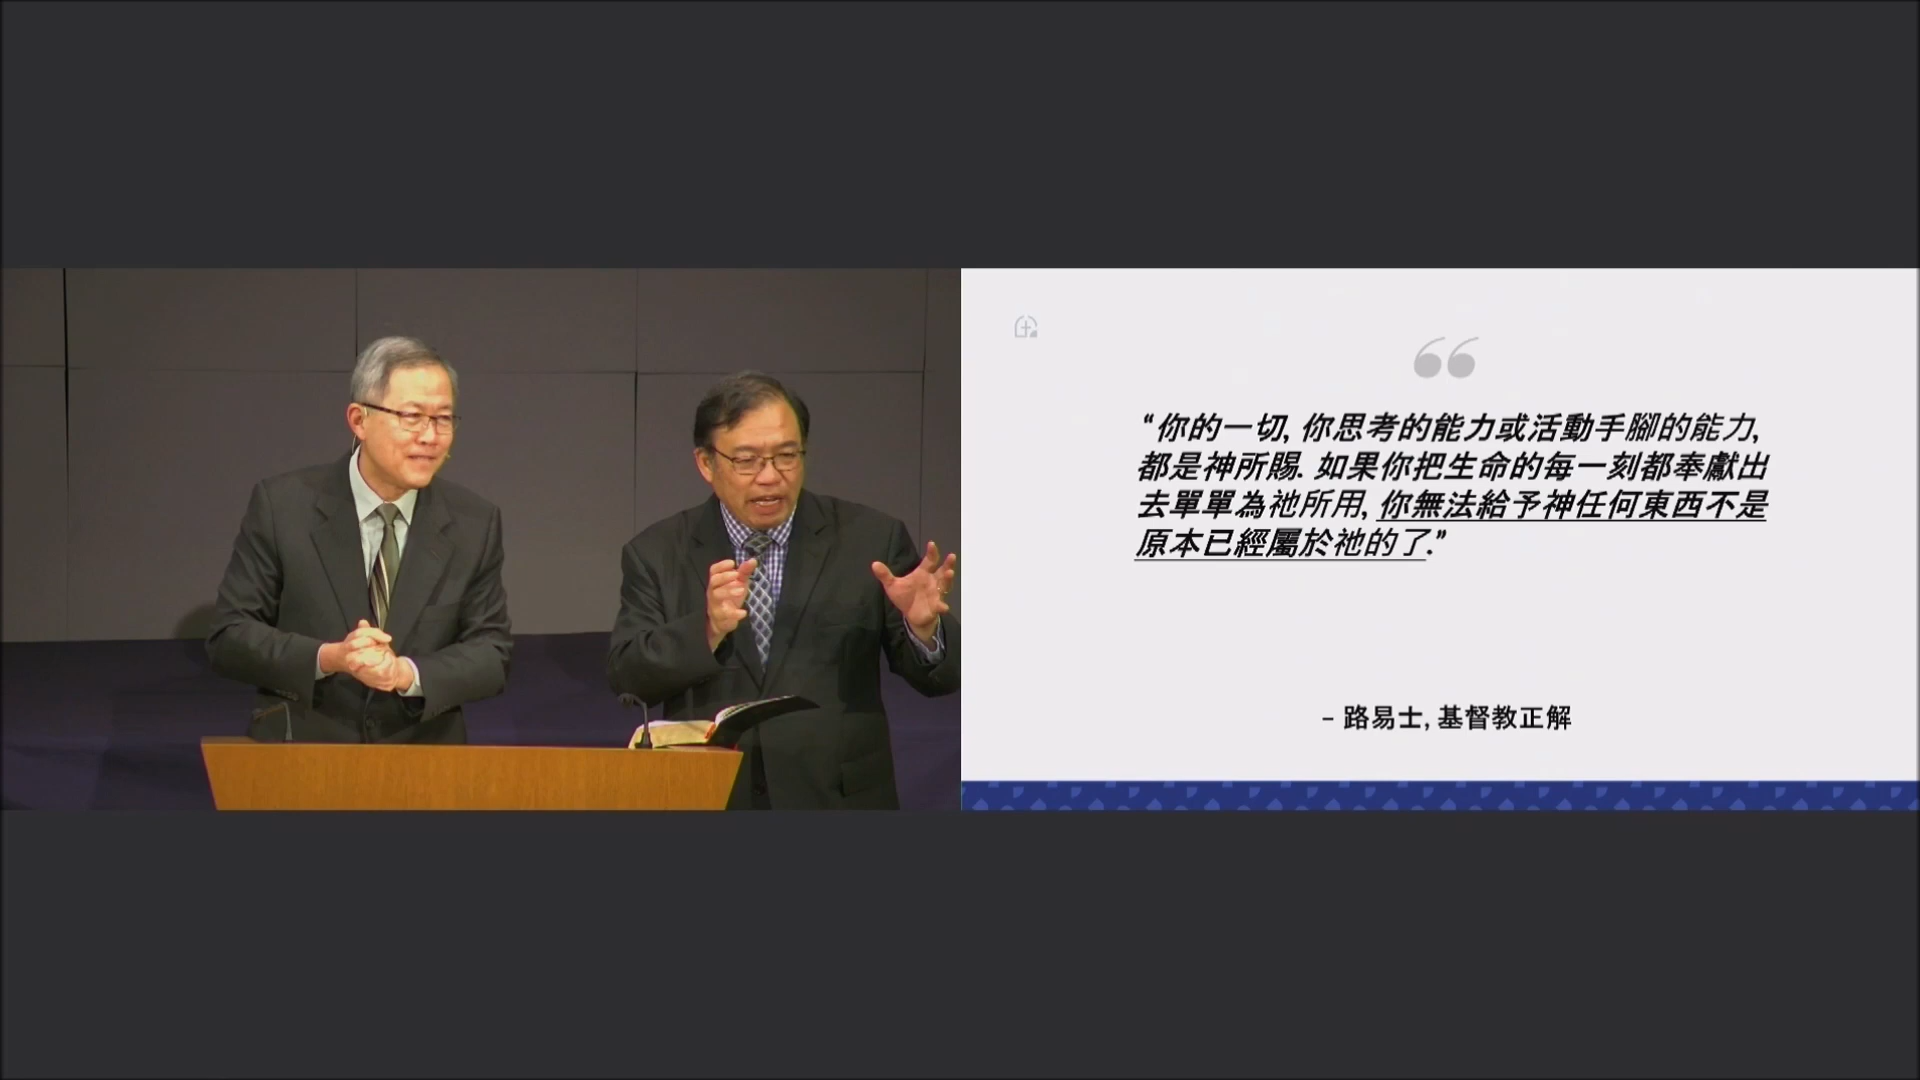 “你的一切, 你思考的能力或活動手腳的能力,
都是神所賜. 如果你把生命的每一刻都奉獻出
去單單為祂所用, 你無法給予神任何東西不是
原本已經屬於祂的了.”
– 路易士, 基督教正解